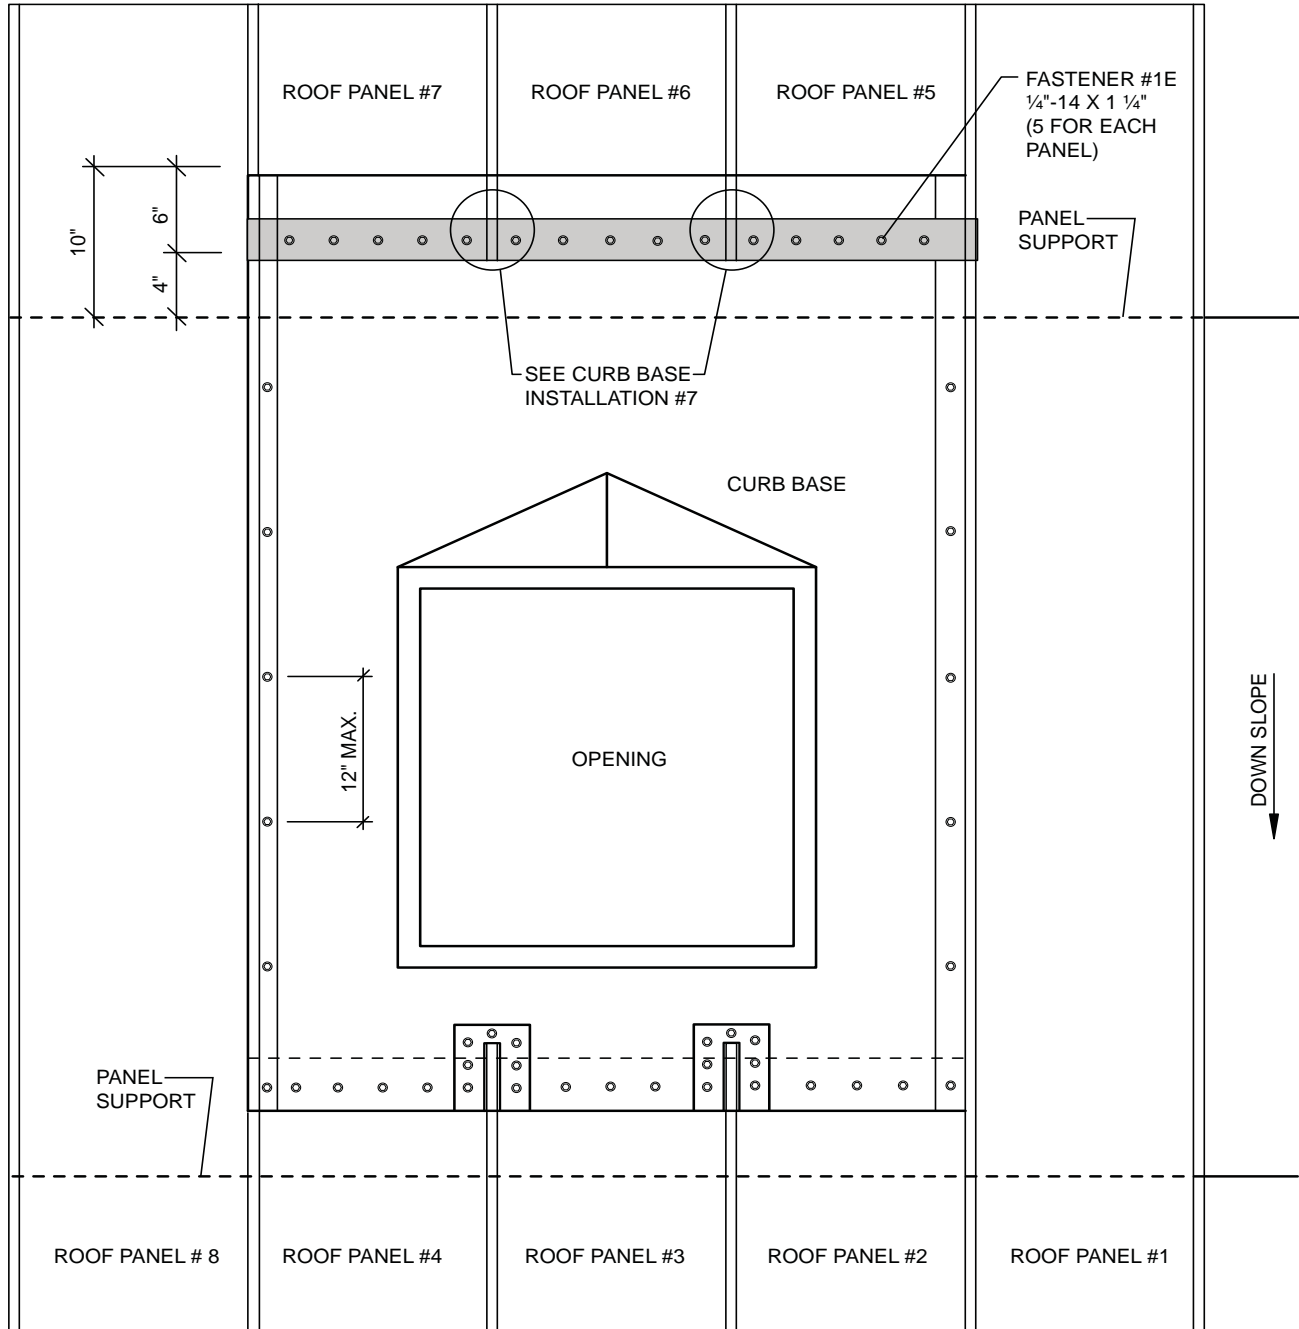 ROOF PANEL #7
ROOF PANEL #6
ROOF PANEL #5
FASTENER #1E
¼"-14 X 1 ¼"
(5 FOR EACH
PANEL)
10"
6"
4"
PANEL
SUPPORT
SEE CURB BASE
INSTALLATION #7
CURB BASE
12" MAX.
OPENING
DOWN SLOPE
PANEL
SUPPORT
ROOF PANEL # 8
ROOF PANEL #4
ROOF PANEL #3
ROOF PANEL #2
ROOF PANEL #1